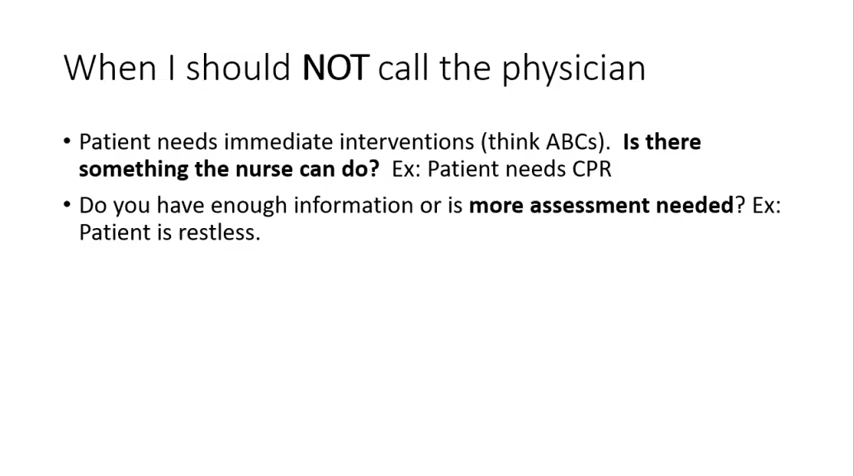 When I should NOT call the physician
• Patient needs immediate interventions (think ABCs).  Is there
something the nurse can do?  Ex: Patient needs CPR
• Do you have enough information or is more assessment needed? Ex:
Patient is restless.